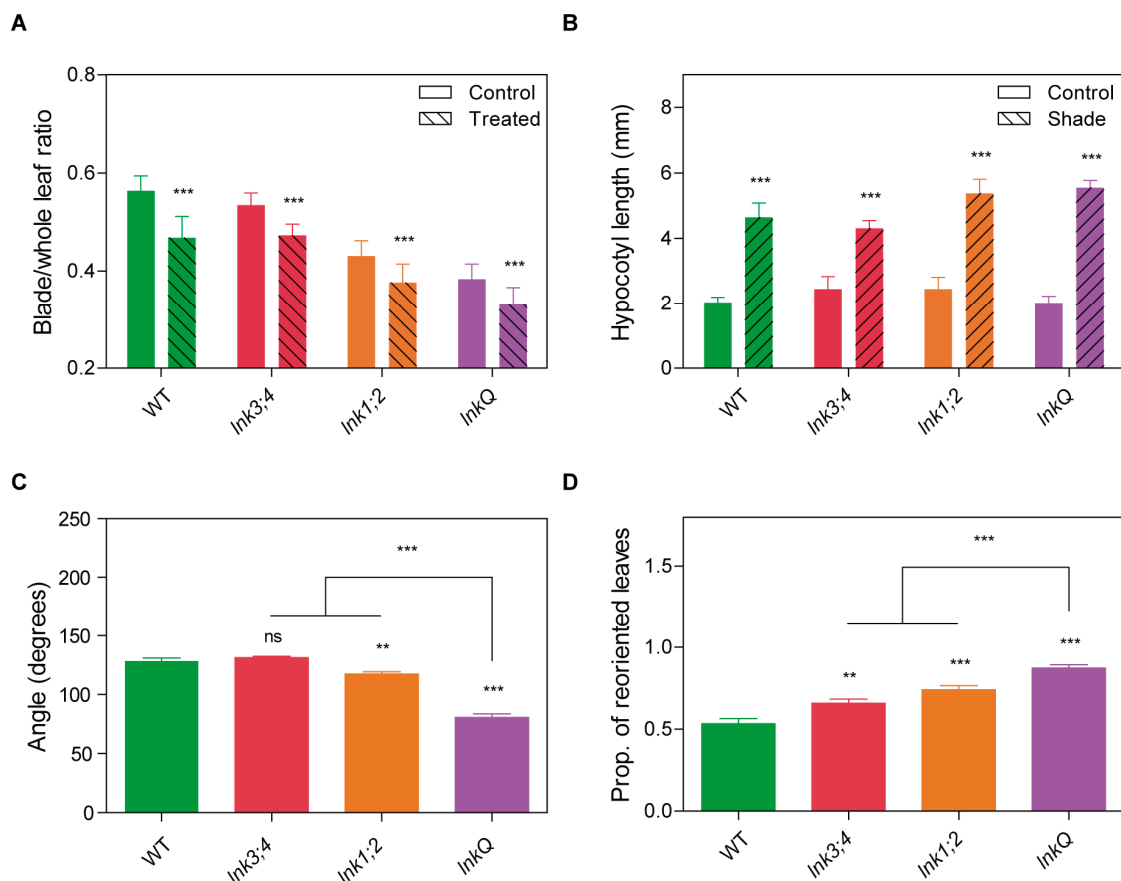 A
Blade/whole leaf ratio
0.8
0.6
0.4
0.2
Control
Treated
***
***
***
***
WT
lnk3;4
lnk1;2
lnkQ
B
Hypocotyl length (mm)
8
6
4
2
0
Control
Shade
***
***
***
***
WT
lnk3;4
lnk1;2
lnkQ
C
Angle (degrees)
250
200
150
100
50
0
***
ns
**
***
WT
lnk3;4
lnk1;2
lnkQ
D
Prop. of reoriented leaves
1.5
1.0
0.5
0.0
***
**
***
***
WT
lnk3;4
lnk1;2
lnkQ